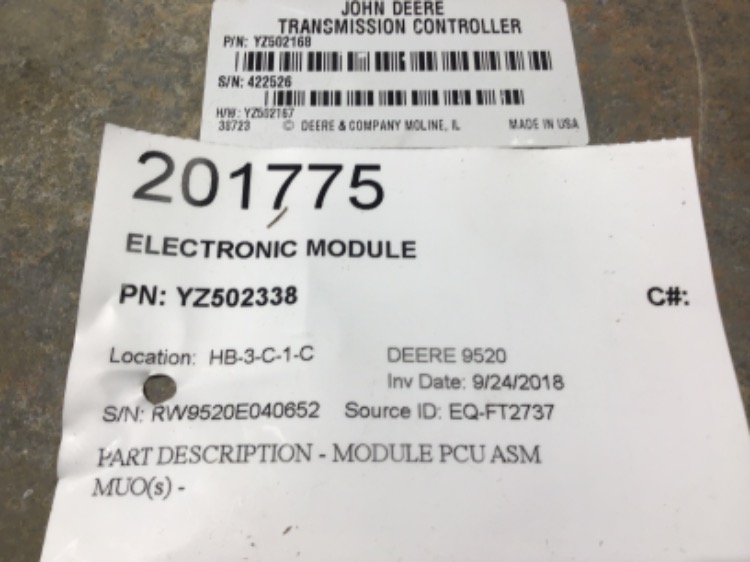 JOHN DEERE
TRANSMISSION CONTROLLER
P/N: YZ502168
S/N: 422526
H/W: YZ502167
38723 © DEERE & COMPANY MOLINE, IL MADE IN USA
201775
ELECTRONIC MODULE
PN: YZ502338 C#:
Location: HB-3-C-1-C DEERE 9520
Inv Date: 9/24/2018
S/N: RW9520E040652 Source ID: EQ-FT2737
PART DESCRIPTION - MODULE PCU ASM
MUO(s) -